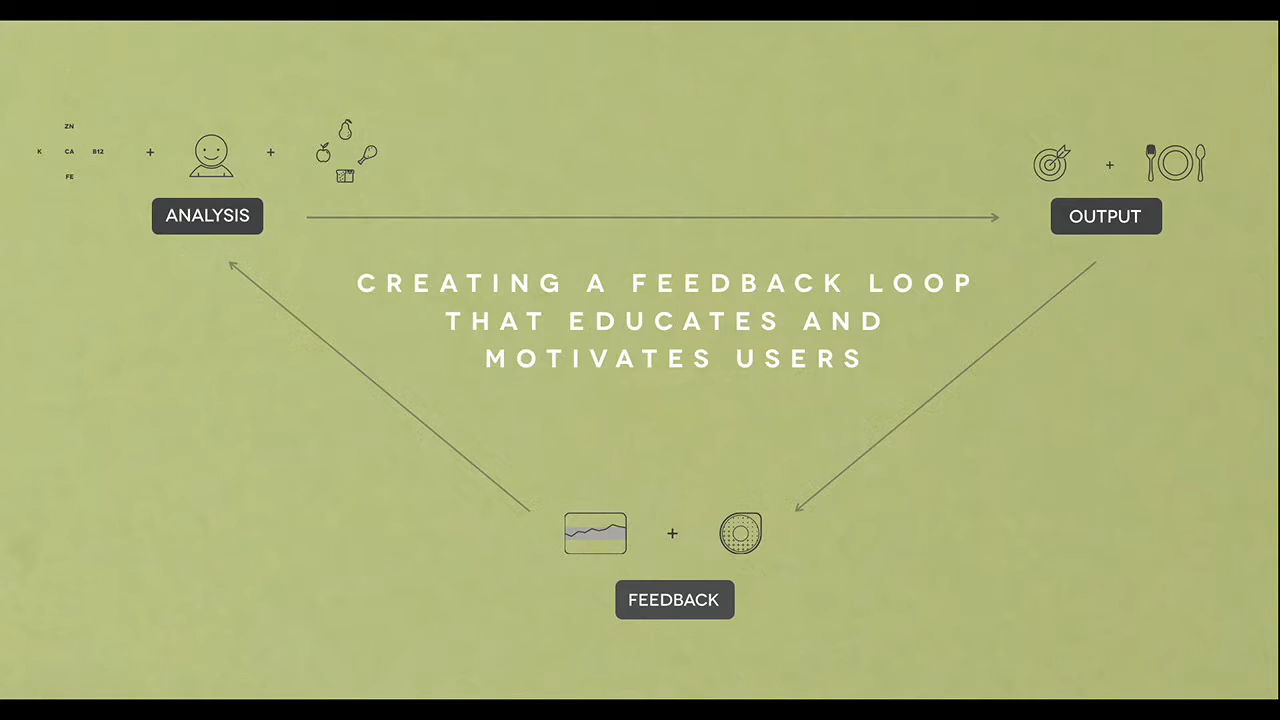 ZN
K CA B12
FE
ANALYSIS
OUTPUT
CREATING A FEEDBACK LOOP
THAT EDUCATES AND
MOTIVATES USERS
FEEDBACK